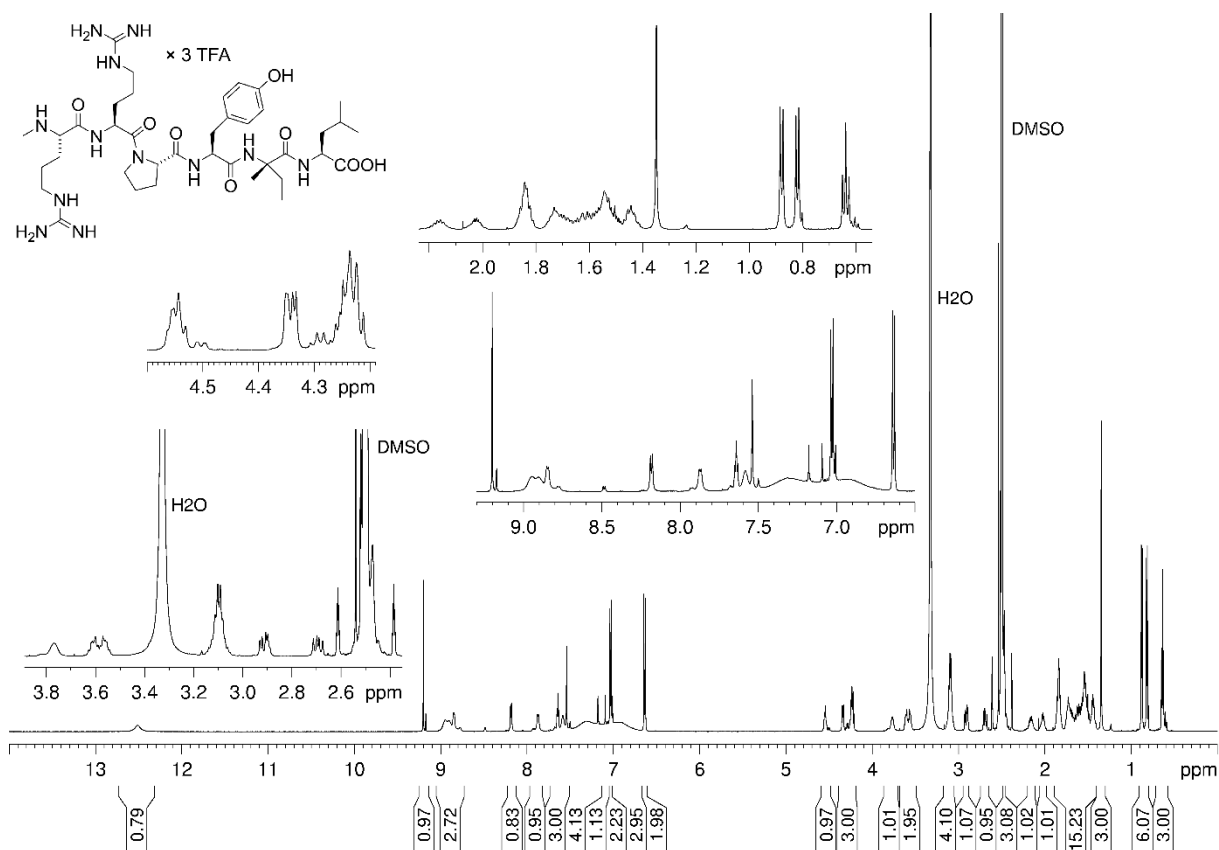 H₂N NH
HN
× 3 TFA
OH
H
N
O
N
H
O
O
H
N
O
N
N
H
O
N
H
COOH
HN
H₂N NH
2.0 1.8 1.6 1.4 1.2 1.0 0.8 ppm
DMSO
H2O
4.5 4.4 4.3 ppm
9.0 8.5 8.0 7.5 7.0 ppm
DMSO
H2O
3.8 3.6 3.4 3.2 3.0 2.8 2.6 ppm
13 12 11 10 9 8 7 6 5 4 3 2 1 ppm
0.79 0.97 2.72 0.83 0.95 3.00 4.13 1.13 2.23 2.95 1.98 0.97 3.00 1.01 1.95 4.10 1.07 0.95 3.08 1.02 1.01 15.23 3.00 6.07 3.00